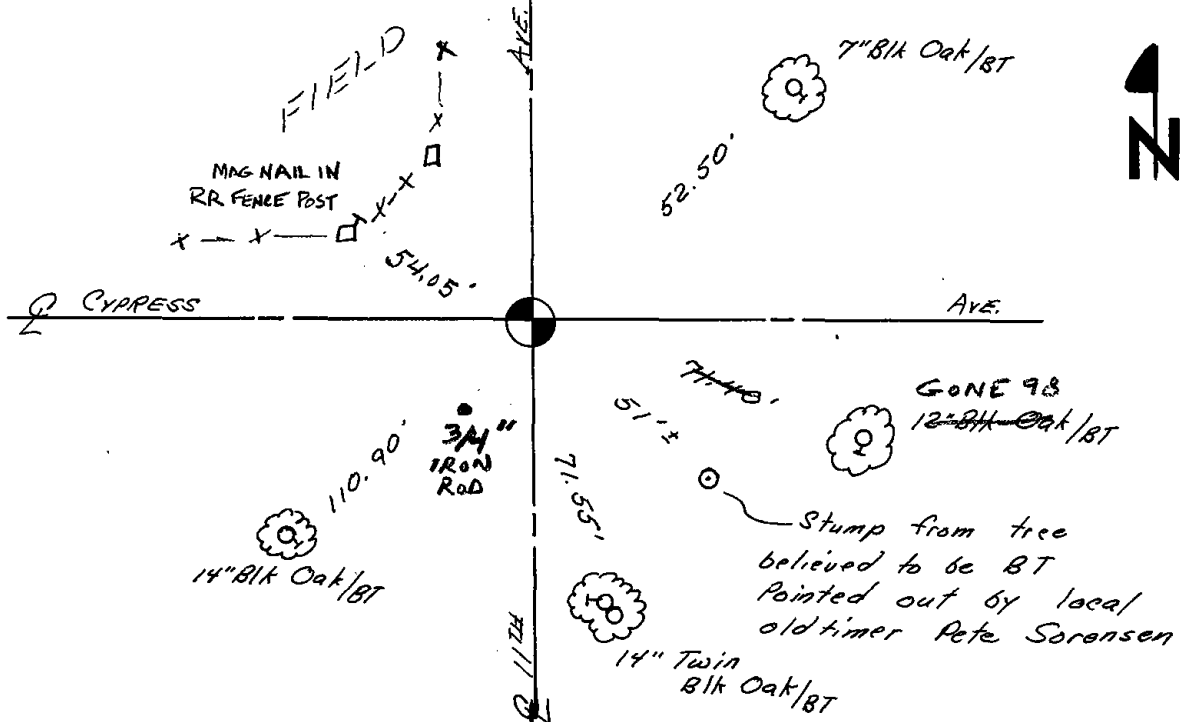 AVE.
FIELD
7" Blk Oak/BT
N
MAG NAIL IN
RR FENCE POST
52.50'
54.05'
℄ CYPRESS
AVE.
71.40'
GONE 98
12" Blk Oak/BT
51'±
3/4"
IRON
ROD
110.90'
71.55'
14" Blk Oak/BT
Stump from tree
believed to be BT
Pointed out by local
oldtimer Pete Sorensen
14" Twin
Blk Oak/BT
℄ 11TH